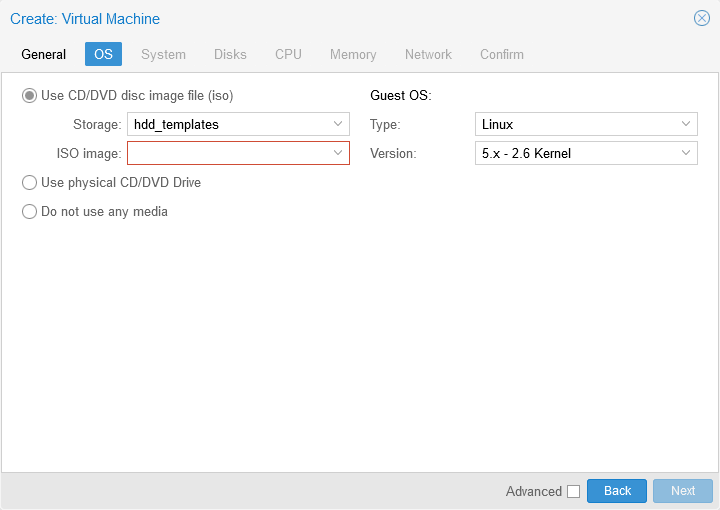 Create: Virtual Machine
General OS System Disks CPU Memory Network Confirm
Use CD/DVD disc image file (iso) Guest OS:
Storage: hdd_templates Type: Linux
ISO image: Version: 5.x - 2.6 Kernel
Use physical CD/DVD Drive
Do not use any media
Advanced Back Next